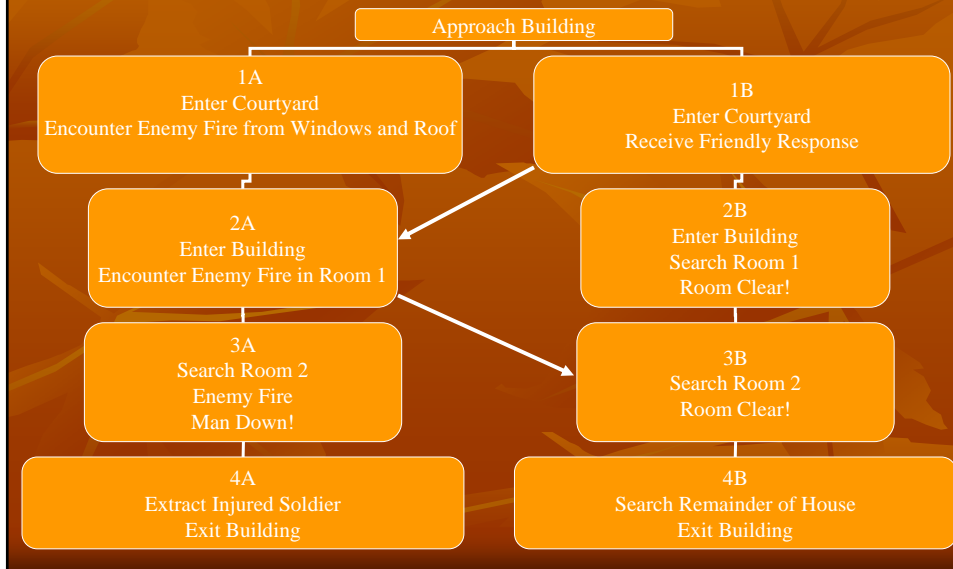 Approach Building
1A
Enter Courtyard
Encounter Enemy Fire from Windows and Roof
1B
Enter Courtyard
Receive Friendly Response
2A
Enter Building
Encounter Enemy Fire in Room 1
2B
Enter Building
Search Room 1
Room Clear!
3A
Search Room 2
Enemy Fire
Man Down!
3B
Search Room 2
Room Clear!
4A
Extract Injured Soldier
Exit Building
4B
Search Remainder of House
Exit Building